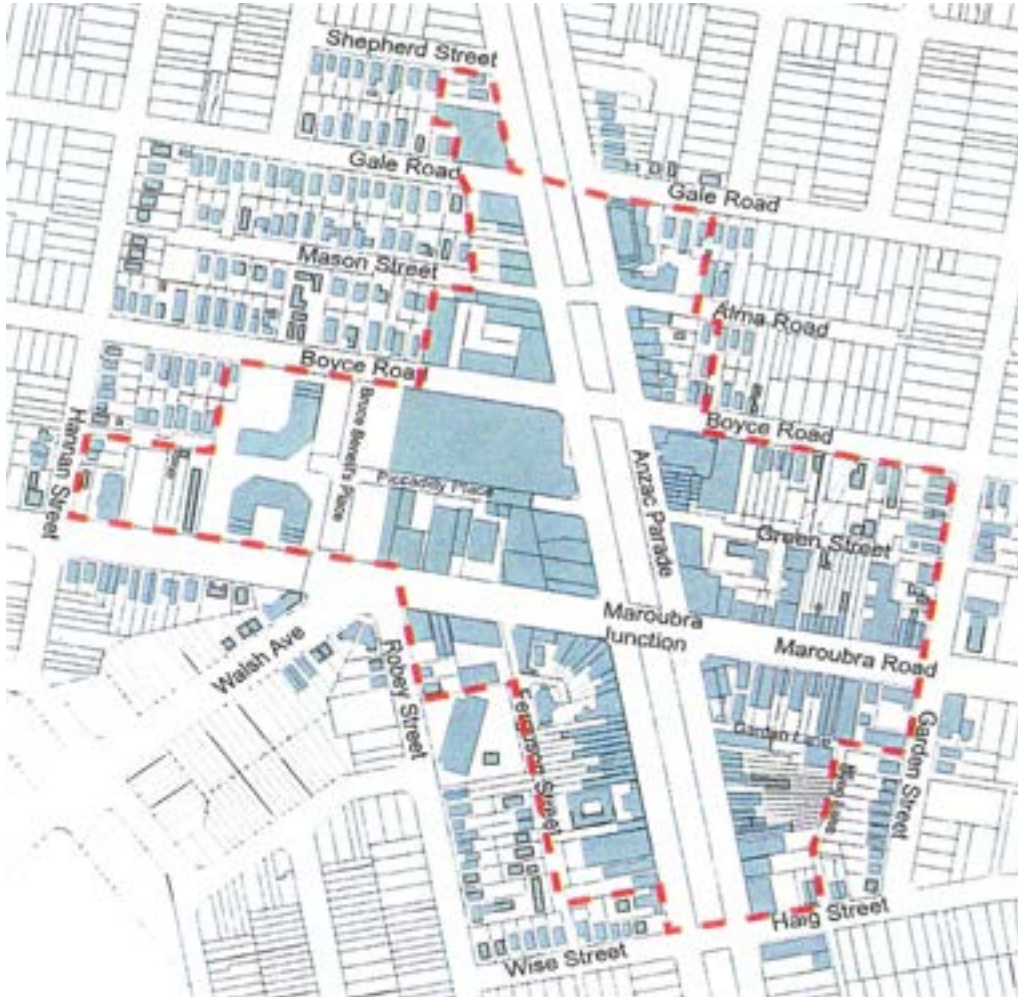 Shepherd Street
Gale Road
Gale Road
Mason Street
Alma Road
Boyce Road
Boyce Road
Hannan Street
Bruce Bennetts Place
Piccadilly Place
Anzac Parade
Green Street
Maroubra
Junction
Maroubra Road
Walsh Ave
Robey Street
Ferguson Street
Garden Lane
Garden Street
Haig Street
Wise Street